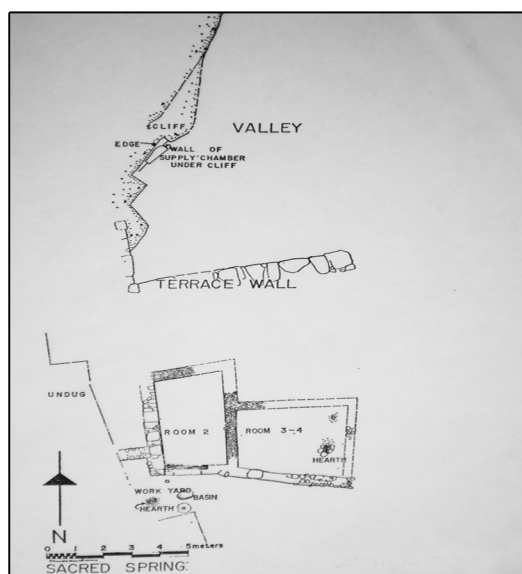 CLIFF
EDGE
VALLEY
WALL OF
SUPPLY CHAMBER
UNDER CLIFF
TERRACE WALL
UNDUG
ROOM 2
ROOM 3-4
HEARTH
WORK YARD
BASIN
HEARTH
N
0 1 2 3 4 5 meters
SACRED SPRING: